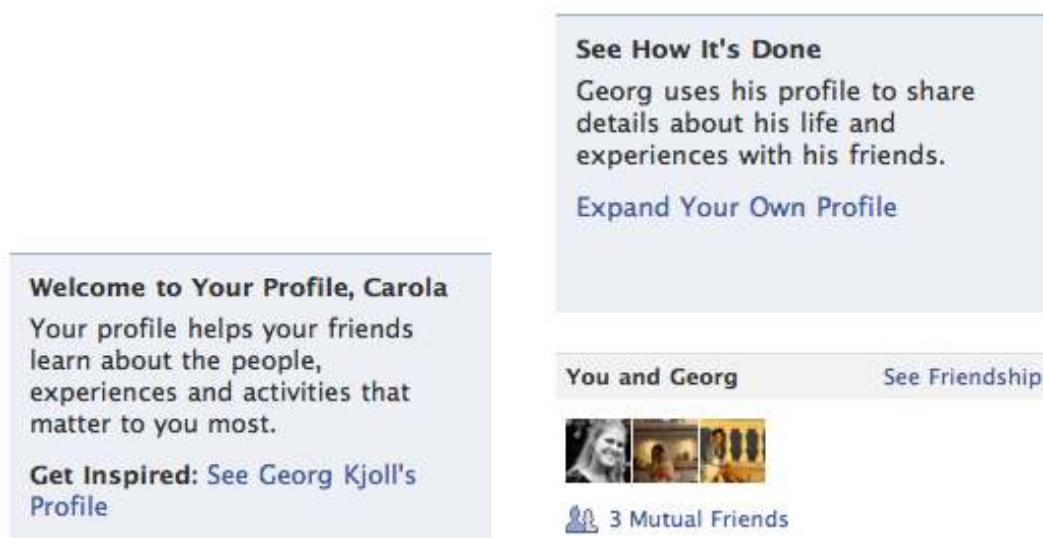 Welcome to Your Profile, Carola
Your profile helps your friends
learn about the people,
experiences and activities that
matter to you most.
Get Inspired: See Georg Kjoll's
Profile
See How It's Done
Georg uses his profile to share
details about his life and
experiences with his friends.
Expand Your Own Profile
You and Georg See Friendship
3 Mutual Friends